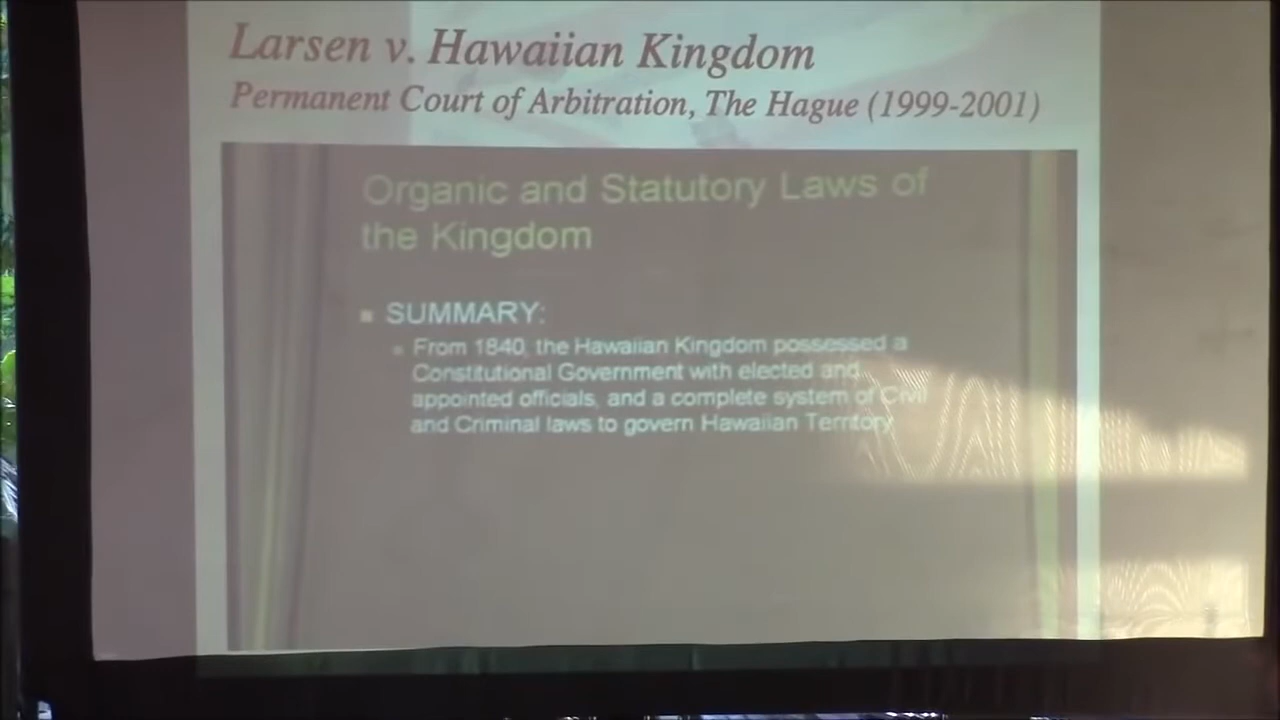 Larsen v. Hawaiian Kingdom
Permanent Court of Arbitration, The Hague (1999-2001)
Organic and Statutory Laws of
the Kingdom
SUMMARY:
From 1840, the Hawaiian Kingdom possessed a
Constitutional Government with elected and
appointed officials, and a complete system of Civil
and Criminal laws to govern Hawaiian Territory